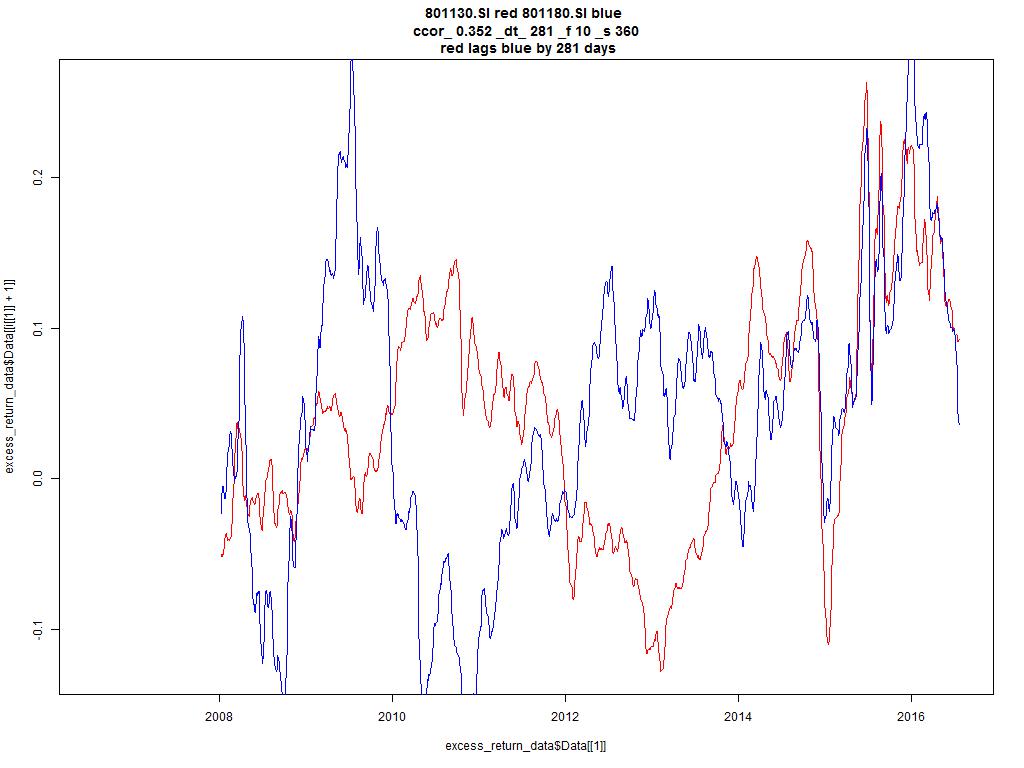 801130.SI red 801180.SI blue
ccor_ 0.352 _dt_ 281 _f 10 _s 360
red lags blue by 281 days
excess_return_data$Data[[i[[1]] + 1]]
0.2
0.1
0.0
-0.1
2008 2010 2012 2014 2016
excess_return_data$Data[[1]]